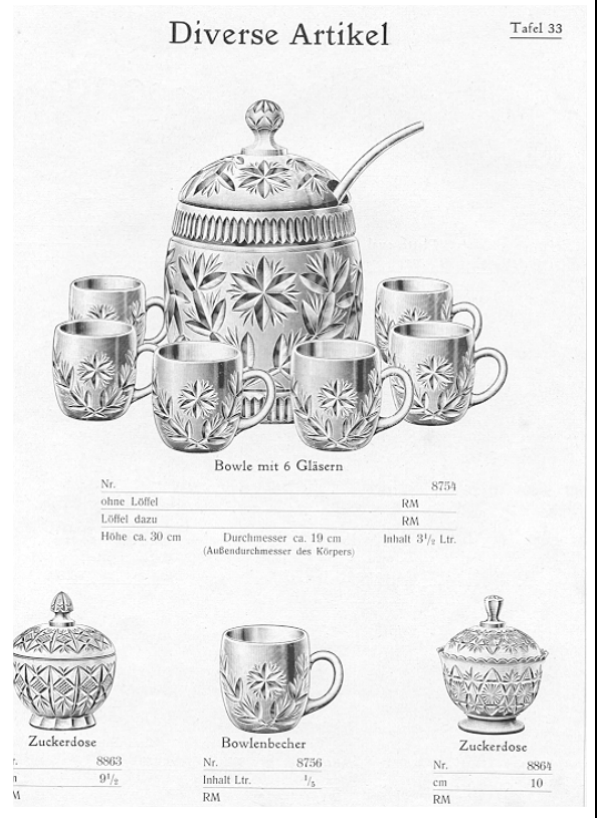 Diverse Artikel
Tafel 33
Bowle mit 6 Gläsern
Nr. 8754
ohne Löffel RM
Löffel dazu RM
Höhe ca. 30 cm Durchmesser ca. 19 cm Inhalt 3½ Ltr.
(Außendurchmesser des Körpers)
Zuckerdose
8863
9½
Bowlenbecher
Nr. 8756
Inhalt Ltr. ⅕
RM
Zuckerdose
Nr. 8864
cm 10
RM